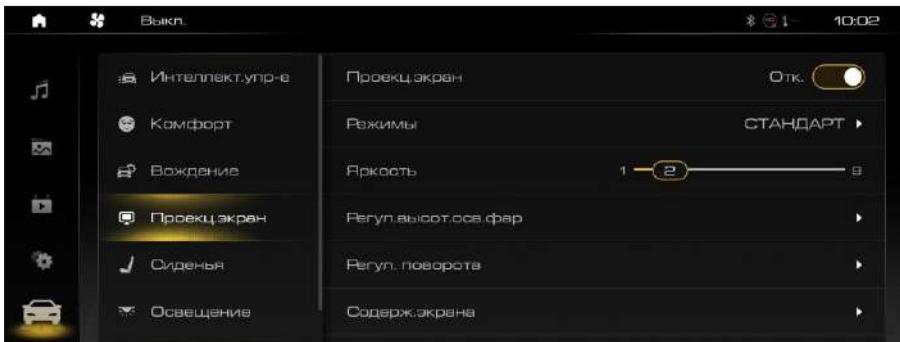 Выкл. 10:02
Интеллект.упр-е
Комфорт
Вождение
Проекц.экран
Сиденья
Освещение
Проекц.экран Отк.
Режимы СТАНДАРТ
Яркость 1 2 9
Регул.высот.осв.фар
Регул. поворота
Содерж.экрана